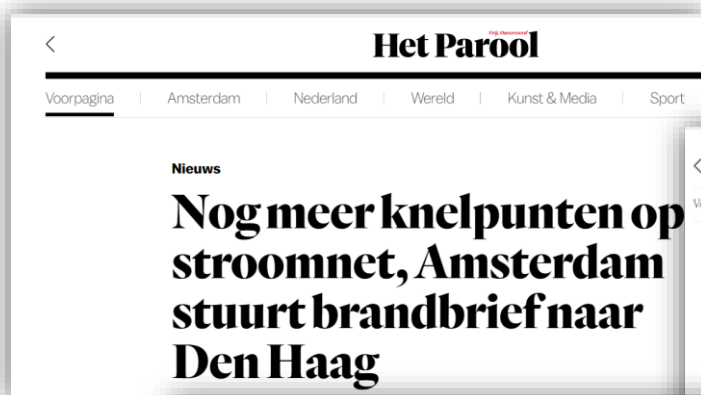 Het Parool
Voorpagina Amsterdam Nederland Wereld Kunst & Media Sport
Nieuws
Nog meer knelpunten op
stroomnet, Amsterdam
stuurt brandbrief naar
Den Haag